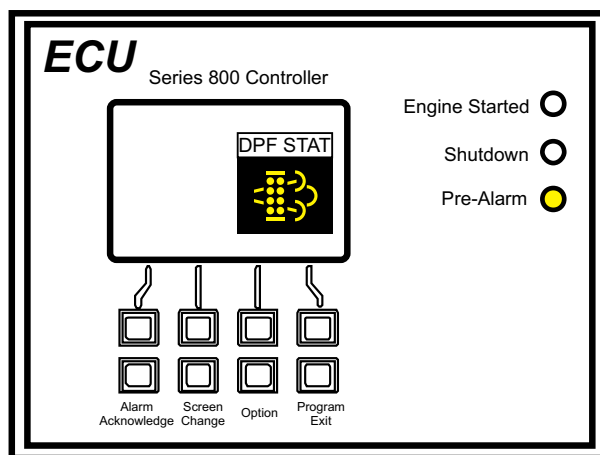 ECU
Series 800 Controller
DPF STAT
Engine Started
Shutdown
Pre-Alarm
Alarm
Acknowledge
Screen
Change
Option
Program
Exit